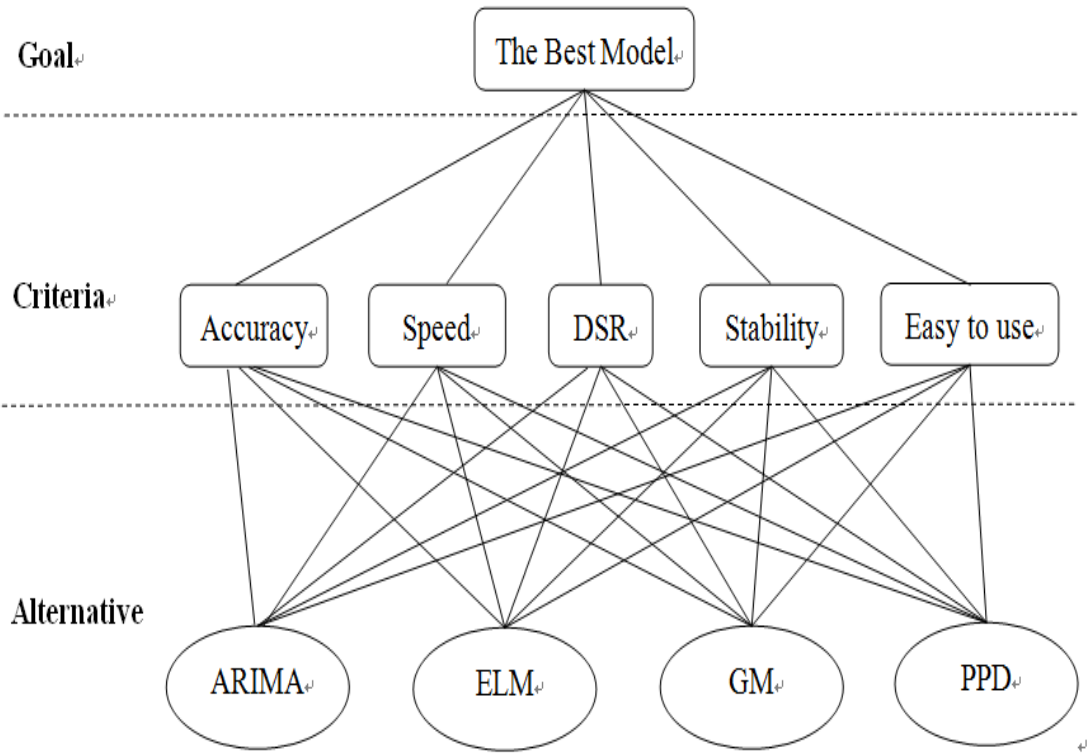 Goal
The Best Model
Criteria
Accuracy
Speed
DSR
Stability
Easy to use
Alternative
ARIMA
ELM
GM
PPD